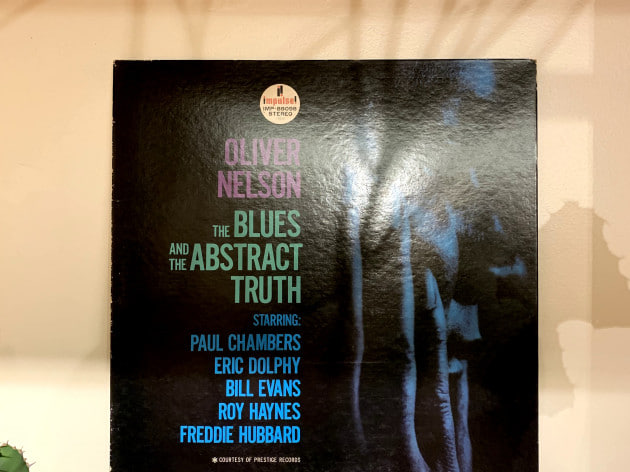 impulse!
IMP-88098
STEREO
OLIVER
NELSON
THE BLUES
AND THE ABSTRACT
TRUTH
STARRING:
PAUL CHAMBERS
ERIC DOLPHY
BILL EVANS
ROY HAYNES
FREDDIE HUBBARD
✱ COURTESY OF PRESTIGE RECORDS